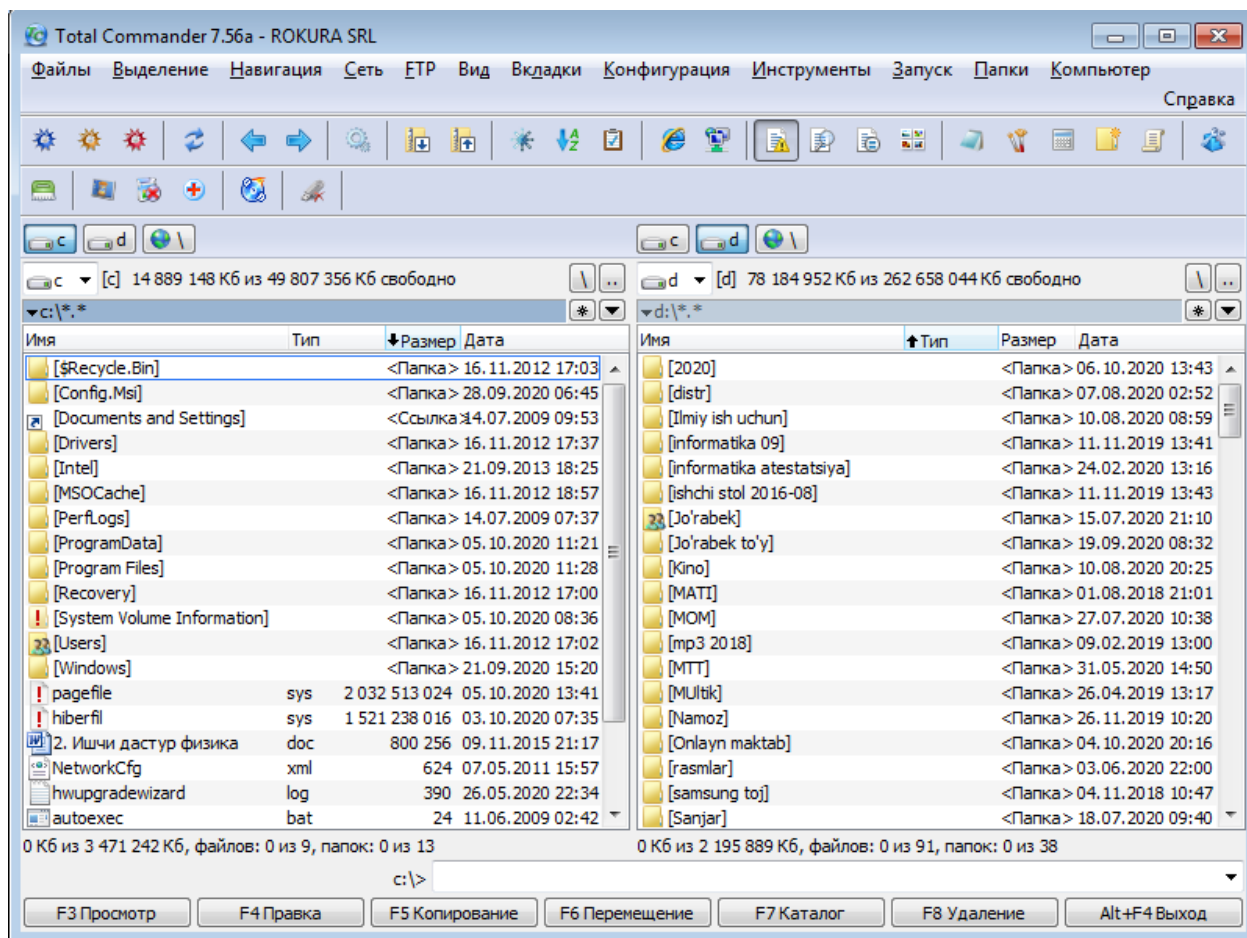 Total Commander 7.56a - ROKURA SRL
Файлы Выделение Навигация Сеть FTP Вид Вкладки Конфигурация Инструменты Запуск Папки Компьютер
Справка
c d \ c d \
c [c] 14 889 148 Кб из 49 807 356 Кб свободно \ .. d [d] 78 184 952 Кб из 262 658 044 Кб свободно \ ..
c:\*.* * d:\*.* *
Имя Тип Размер Дата Имя Тип Размер Дата
[$Recycle.Bin] <Папка> 16.11.2012 17:03 [2020] <Папка> 06.10.2020 13:43
[Config.Msi] <Папка> 28.09.2020 06:45 [distr] <Папка> 07.08.2020 02:52
[Documents and Settings] <Ссылка> 14.07.2009 09:53 [Ilmiy ish uchun] <Папка> 10.08.2020 08:59
[Drivers] <Папка> 16.11.2012 17:37 [informatika 09] <Папка> 11.11.2019 13:41
[Intel] <Папка> 21.09.2013 18:25 [informatika atestatsiya] <Папка> 24.02.2020 13:16
[MSOCache] <Папка> 16.11.2012 18:57 [ishchi stol 2016-08] <Папка> 11.11.2019 13:43
[PerfLogs] <Папка> 14.07.2009 07:37 [Jo'rabek] <Папка> 15.07.2020 21:10
[ProgramData] <Папка> 05.10.2020 11:21 [Jo'rabek to'y] <Папка> 19.09.2020 08:32
[Program Files] <Папка> 05.10.2020 11:28 [Kino] <Папка> 10.08.2020 20:25
[Recovery] <Папка> 16.11.2012 17:00 [MATI] <Папка> 01.08.2018 21:01
[System Volume Information] <Папка> 05.10.2020 08:36 [MOM] <Папка> 27.07.2020 10:38
[Users] <Папка> 16.11.2012 17:02 [mp3 2018] <Папка> 09.02.2019 13:00
[Windows] <Папка> 21.09.2020 15:20 [MTT] <Папка> 31.05.2020 14:50
pagefile sys 2 032 513 024 05.10.2020 13:41 [MUltik] <Папка> 26.04.2019 13:17
hiberfil sys 1 521 238 016 03.10.2020 07:35 [Namoz] <Папка> 26.11.2019 10:20
2. Ишчи дастур физика doc 800 256 09.11.2015 21:17 [Onlayn maktab] <Папка> 04.10.2020 20:16
NetworkCfg xml 624 07.05.2011 15:57 [rasmlar] <Папка> 03.06.2020 22:00
hwupgradewizard log 390 26.05.2020 22:34 [samsung toj] <Папка> 04.11.2018 10:47
autoexec bat 24 11.06.2009 02:42 [Sanjar] <Папка> 18.07.2020 09:40
0 Кб из 3 471 242 Кб, файлов: 0 из 9, папок: 0 из 13 0 Кб из 2 195 889 Кб, файлов: 0 из 91, папок: 0 из 38
c:\>
F3 Просмотр F4 Правка F5 Копирование F6 Перемещение F7 Каталог F8 Удаление Alt+F4 Выход